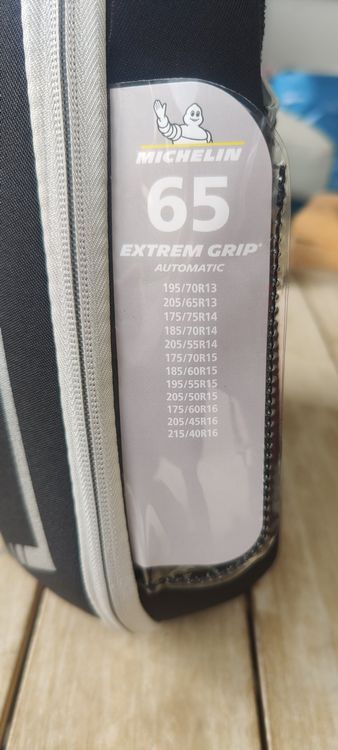 MICHELIN
65
EXTREM GRIP®
AUTOMATIC
195/70R13
205/65R13
175/75R14
185/70R14
205/55R14
175/70R15
185/60R15
195/55R15
205/50R15
175/60R16
205/45R16
215/40R16